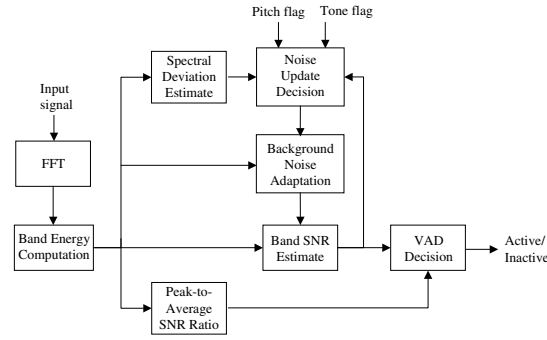 Pitch flag
Tone flag
Spectral
Deviation
Estimate
Noise
Update
Decision
Input
signal
FFT
Background
Noise
Adaptation
Band Energy
Computation
Band SNR
Estimate
VAD
Decision
Active/
Inactive
Peak-to-
Average
SNR Ratio